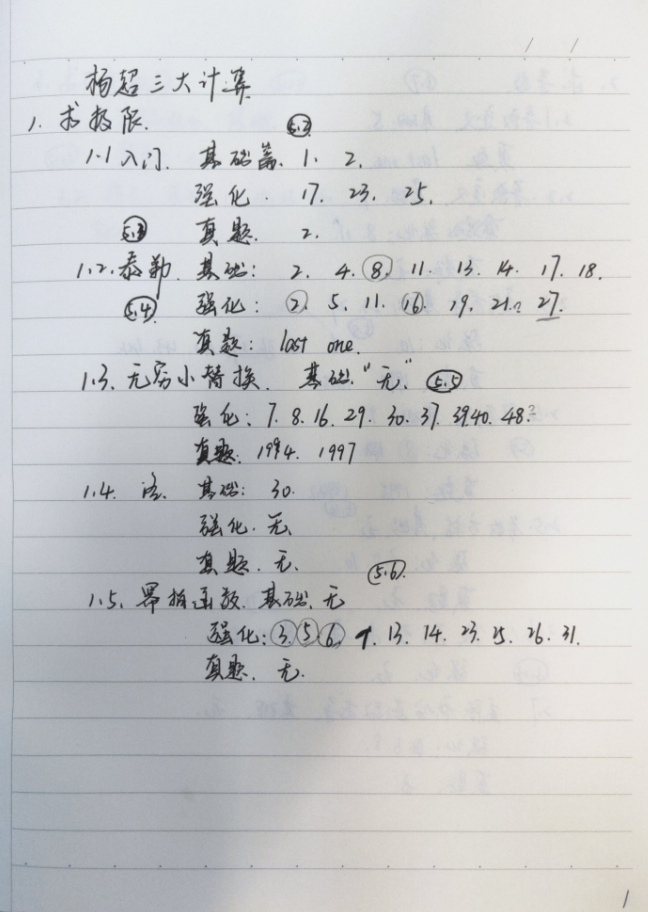 杨超三大计算
1. 求极限. 5.2
1.1 入门. 基础篇. 1. 2.
强化. 17. 23. 25.
5.3 真题. 2.
1.2. 泰勒. 基础: 2. 4. ⑧. 11. 13. 14. 17. 18.
5.4 强化: ② 5. 11. ⑯. 19. 21? 27.
真题: last one.
1.3. 无穷小替换. 基础. "无" 5.5
强化: 7. 8. 16. 29. 30. 37. 39 40. 48?
真题. 1994. 1997
1.4. 洛. 基础: 30.
强化. 无.
真题. 无.
5.6
1.5. 幂指函数. 基础. 无
强化: ③ ⑤ ⑥ 9. 13. 14. 23. 25. 26. 31.
真题. 无.
1